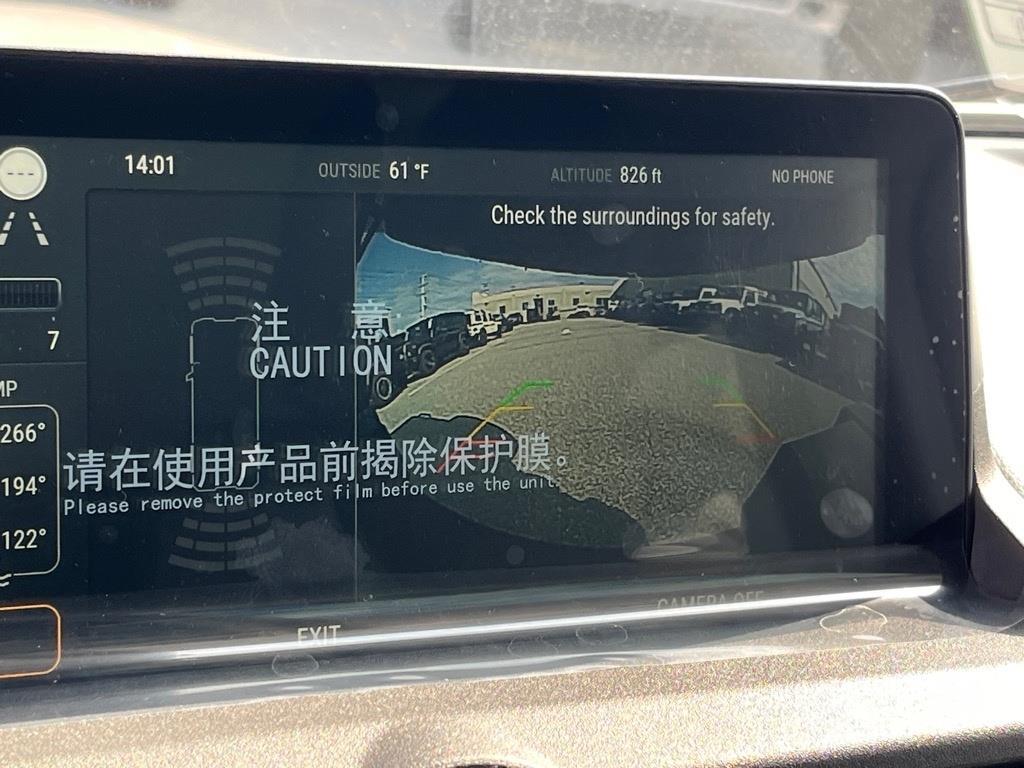 14:01 OUTSIDE 61 °F ALTITUDE 826 ft NO PHONE
Check the surroundings for safety.
注 意
CAUTION
7
MP
266°
请在使用产品前揭除保护膜。
194°
Please remove the protect film before use the unit.
122°
EXIT CAMERA OFF